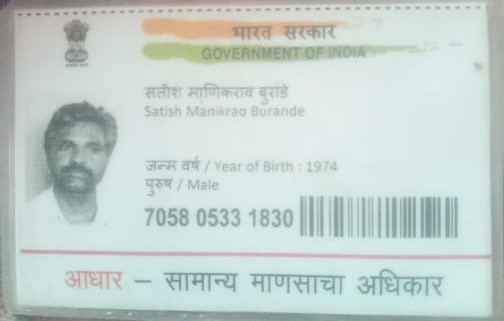 भारत सरकार
GOVERNMENT OF INDIA
सतीश माणिकराव बुरांडे
Satish Manikrao Burande
जन्म वर्ष / Year of Birth : 1974
पुरुष / Male
7058 0533 1830
आधार – सामान्य माणसाचा अधिकार